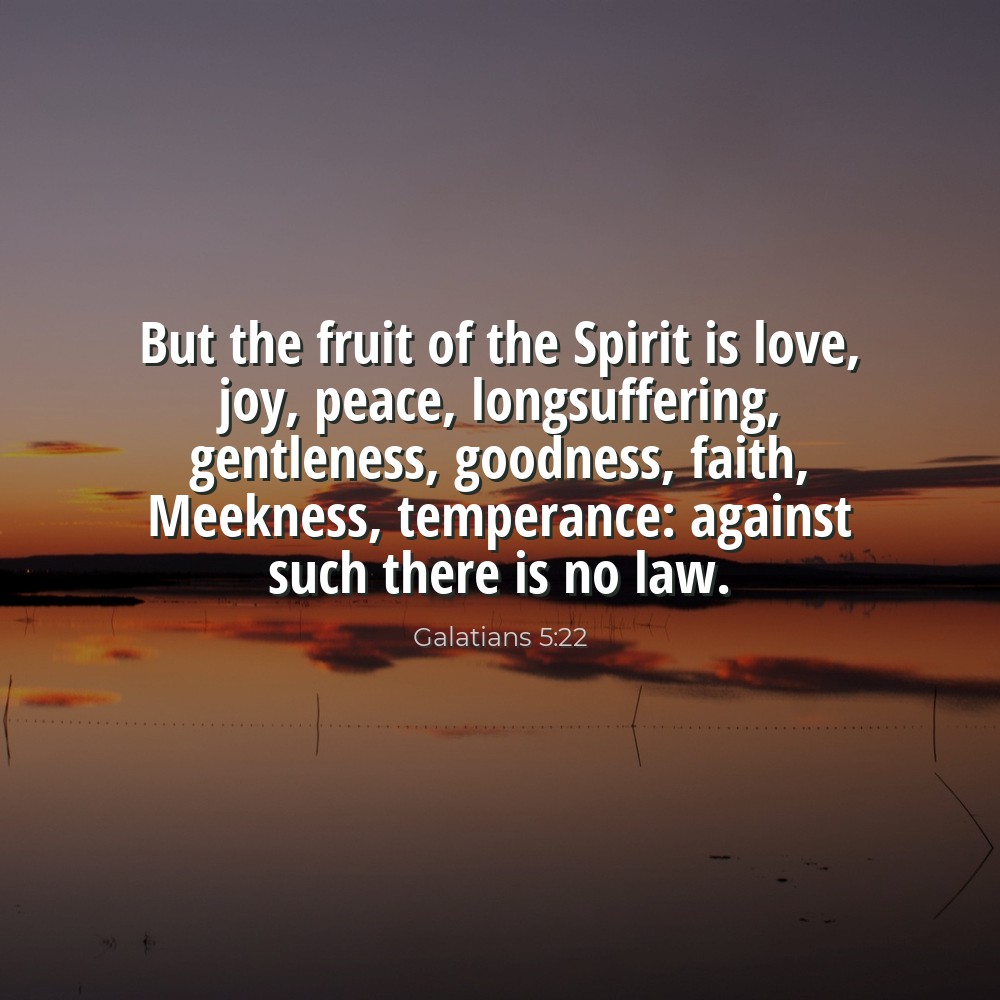 But the fruit of the Spirit is love,
joy, peace, longsuffering,
gentleness, goodness, faith,
Meekness, temperance: against
such there is no law.
Galatians 5:22